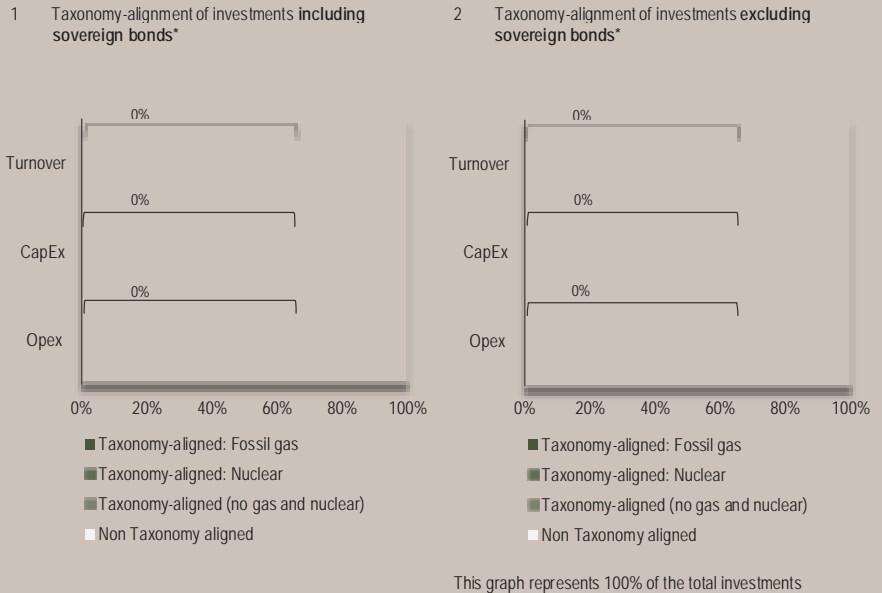 1 Taxonomy-alignment of investments including
sovereign bonds*
0%
Turnover
0%
CapEx
0%
Opex
0% 20% 40% 60% 80% 100%
Taxonomy-aligned: Fossil gas
Taxonomy-aligned: Nuclear
Taxonomy-aligned (no gas and nuclear)
Non Taxonomy aligned
2 Taxonomy-alignment of investments excluding
sovereign bonds*
0%
Turnover
0%
CapEx
0%
Opex
0% 20% 40% 60% 80% 100%
Taxonomy-aligned: Fossil gas
Taxonomy-aligned: Nuclear
Taxonomy-aligned (no gas and nuclear)
Non Taxonomy aligned
This graph represents 100% of the total investments